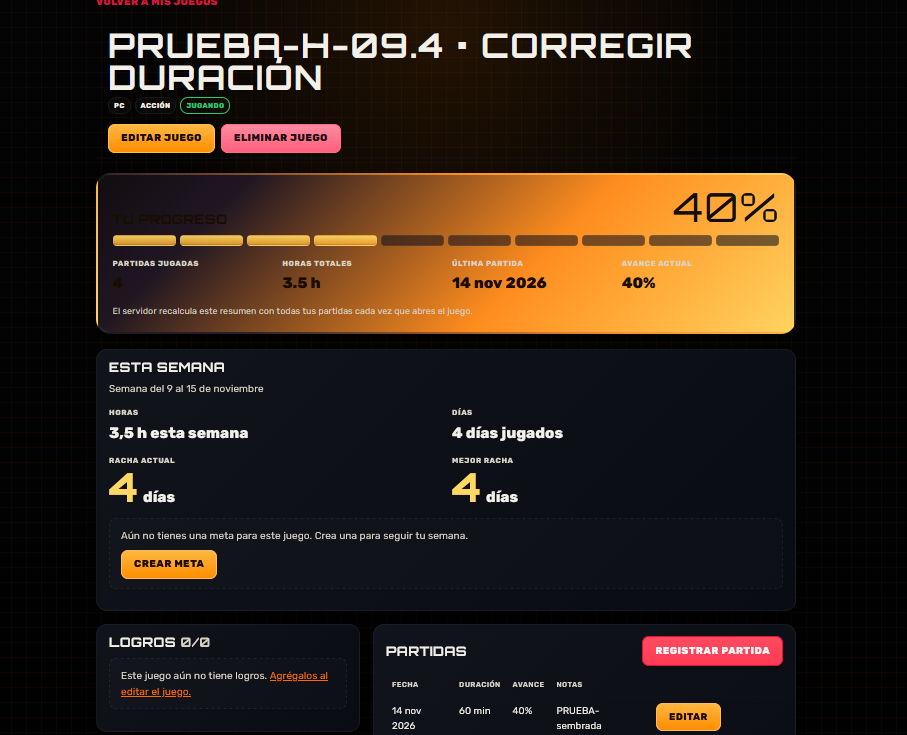 VOLVER A MIS JUEGOS
PRUEBA-H-09.4 · CORREGIR
DURACIÓN
PC ACCIÓN JUGANDO
EDITAR JUEGO ELIMINAR JUEGO
TU PROGRESO 40%
PARTIDAS JUGADAS HORAS TOTALES ÚLTIMA PARTIDA AVANCE ACTUAL
4 3.5 h 14 nov 2026 40%
El servidor recalcula este resumen con todas tus partidas cada vez que abres el juego.
ESTA SEMANA
Semana del 9 al 15 de noviembre
HORAS DÍAS
3,5 h esta semana 4 días jugados
RACHA ACTUAL MEJOR RACHA
4 días 4 días
Aún no tienes una meta para este juego. Crea una para seguir tu semana.
CREAR META
LOGROS 0/0
Este juego aún no tiene logros. Agrégalos al
editar el juego.
PARTIDAS REGISTRAR PARTIDA
FECHA DURACIÓN AVANCE NOTAS
14 nov 60 min 40% PRUEBA- EDITAR
2026 sembrada